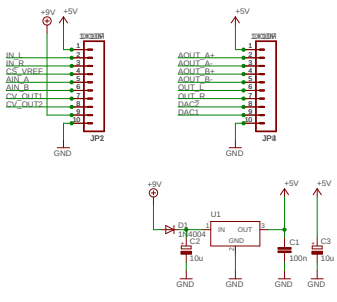 +9V +5V +5V
1
2
3
4
5
6
7
8
9
10
IN_L
IN_R
CS_VREF
AIN_A
AIN_B
CV_OUT1
CV_OUT2
GND
1
2
3
4
5
6
7
8
9
10
AOUT_A+
AOUT_A-
AOUT_B+
AOUT_B-
OUT_L
OUT_R
DAC2
DAC1
GND
+9V +5V +5V
U1
D1
1N4004
1 IN OUT 3
GND
2
C2
10u
C1
100n
C3
10u
GND GND GND GND